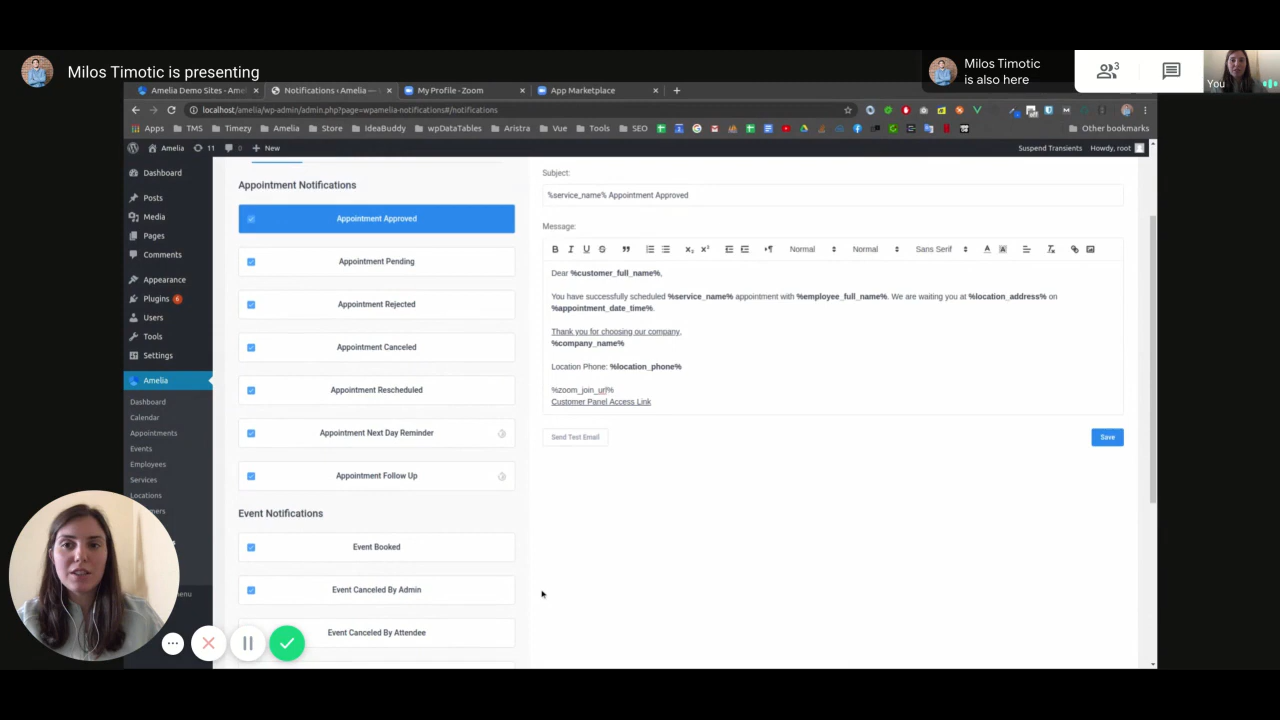 Milos Timotic is presenting
Milos Timotic
is also here
3
You
Amelia Demo Sites - Ame
Notifications ‹ Amelia —
My Profile - Zoom
App Marketplace
localhost/amelia/wp-admin/admin.php?page=wpamelia-notifications#/notifications
Apps
TMS
Timezy
Amelia
Store
IdeaBuddy
wpDataTables
Aristra
Vue
Tools
SEO
Other bookmarks
Amelia
11
0
New
Suspend Transients
Howdy, root
Dashboard
Posts
Media
Pages
Comments
Appearance
Plugins 6
Users
Tools
Settings
Amelia
Dashboard
Calendar
Appointments
Events
Employees
Services
Locations
Appointment Notifications
Appointment Approved
Appointment Pending
Appointment Rejected
Appointment Canceled
Appointment Rescheduled
Appointment Next Day Reminder
Appointment Follow Up
Event Notifications
Event Booked
Event Canceled By Admin
Event Canceled By Attendee
Subject:
%service_name% Appointment Approved
Message:
Normal
Normal
Sans Serif
Dear %customer_full_name%,
You have successfully scheduled %service_name% appointment with %employee_full_name%. We are waiting you at %location_address% on
%appointment_date_time%.
Thank you for choosing our company,
%company_name%
Location Phone: %location_phone%
%zoom_join_url%
Customer Panel Access Link
Send Test Email
Save